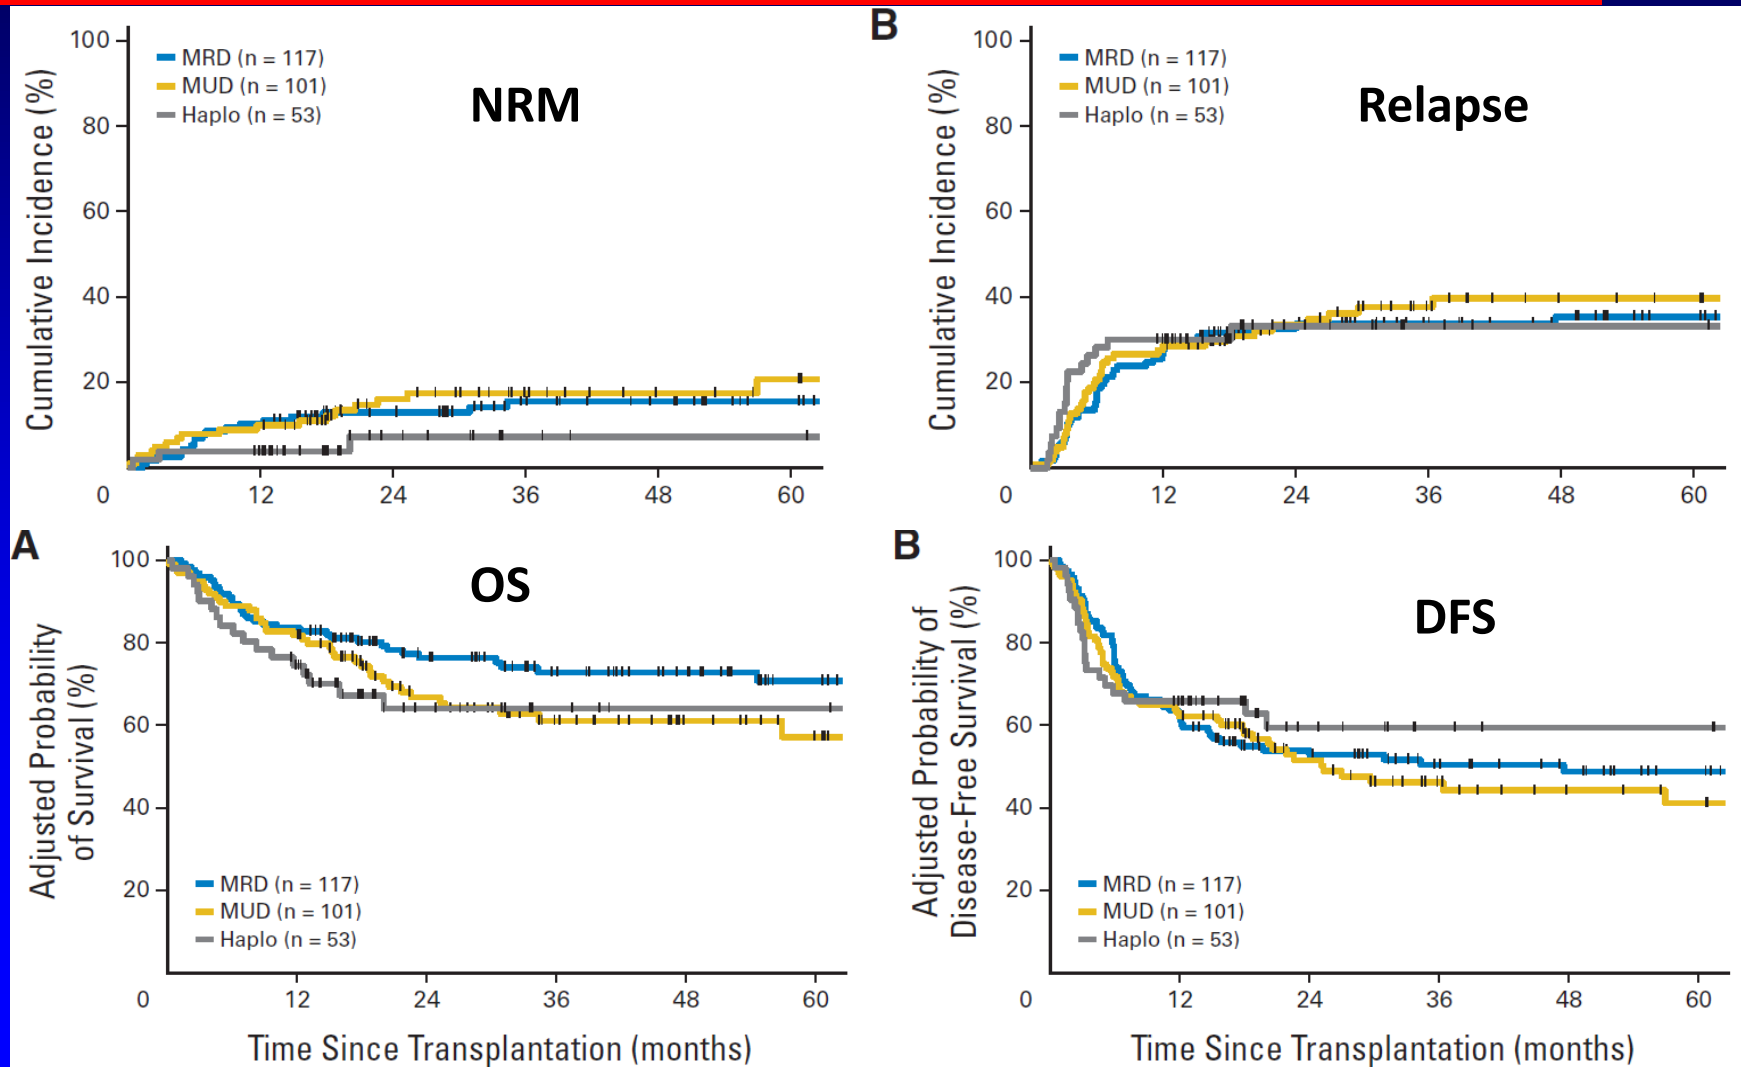 100
80
60
40
20
0
12
24
36
48
60
Cumulative Incidence (%)
MRD (n = 117)
MUD (n = 101)
Haplo (n = 53)
NRM
B
100
80
60
40
20
0
12
24
36
48
60
Cumulative Incidence (%)
MRD (n = 117)
MUD (n = 101)
Haplo (n = 53)
Relapse
A
100
80
60
40
20
0
12
24
36
48
60
Adjusted Probability
of Survival (%)
OS
MRD (n = 117)
MUD (n = 101)
Haplo (n = 53)
Time Since Transplantation (months)
B
100
80
60
40
20
0
12
24
36
48
60
Adjusted Probability of
Disease-Free Survival (%)
DFS
MRD (n = 117)
MUD (n = 101)
Haplo (n = 53)
Time Since Transplantation (months)